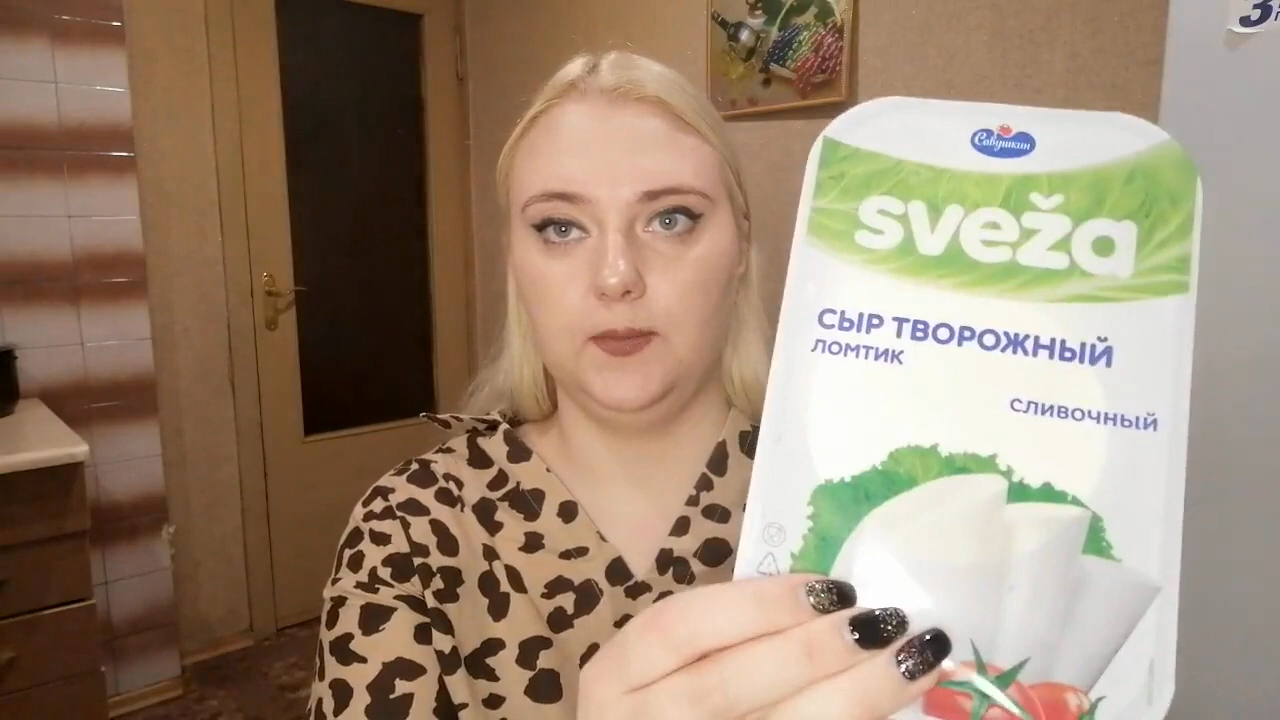 Савушкин
sveža
СЫР ТВОРОЖНЫЙ
ЛОМТИК
СЛИВОЧНЫЙ
З